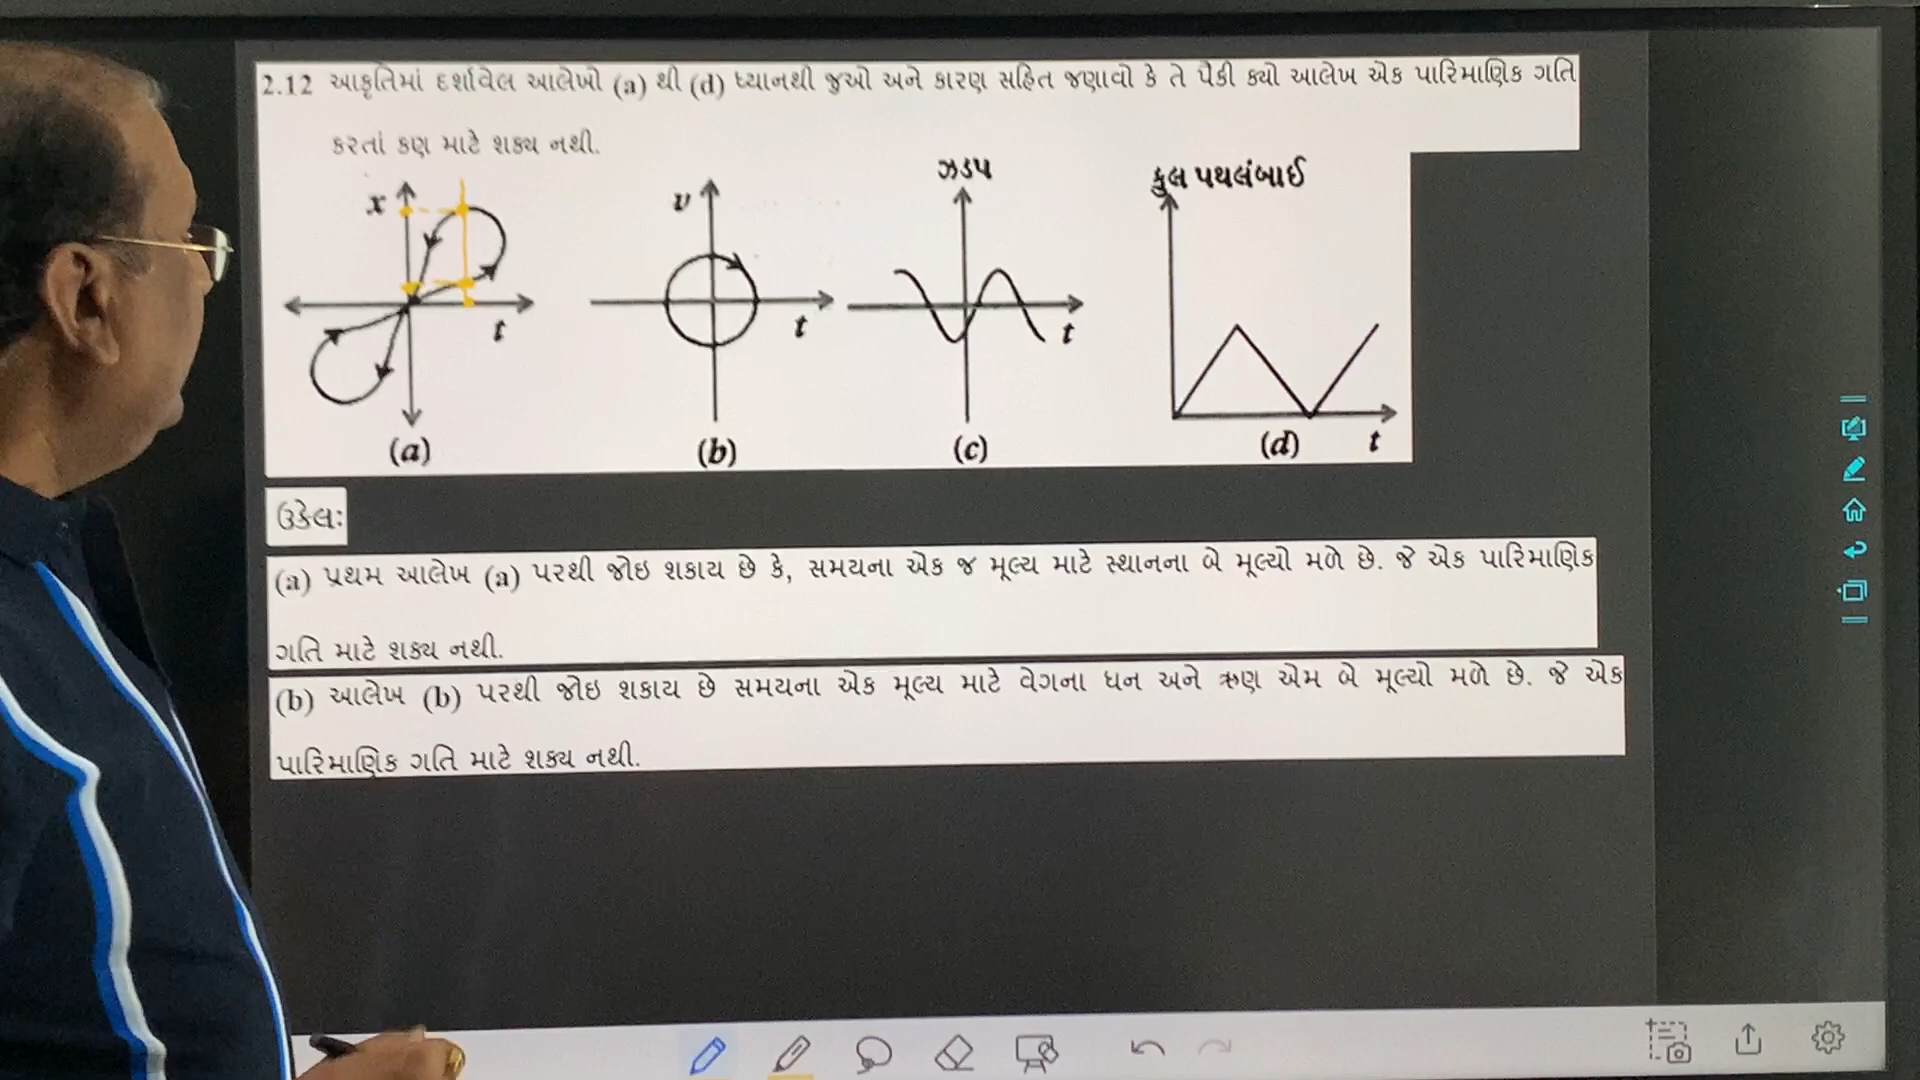 2.12 આકૃતિમાં દર્શાવેલ આલેખો (a) થી (d) ધ્યાનથી જુઓ અને કારણ સહિત જણાવો કે તે પૈકી ક્યો આલેખ એક પારિમાણિક ગતિ
કરતાં કણ માટે શક્ય નથી.
x t (a)
v t (b)
ઝડપ t (c)
કુલ પથલંબાઈ t (d)
ઉકેલ:
(a) પ્રથમ આલેખ (a) પરથી જોઇ શકાય છે કે, સમયના એક જ મૂલ્ય માટે સ્થાનના બે મૂલ્યો મળે છે. જે એક પારિમાણિક
ગતિ માટે શક્ય નથી.
(b) આલેખ (b) પરથી જોઇ શકાય છે સમયના એક મૂલ્ય માટે વેગના ધન અને ઋણ એમ બે મૂલ્યો મળે છે. જે એક
પારિમાણિક ગતિ માટે શક્ય નથી.